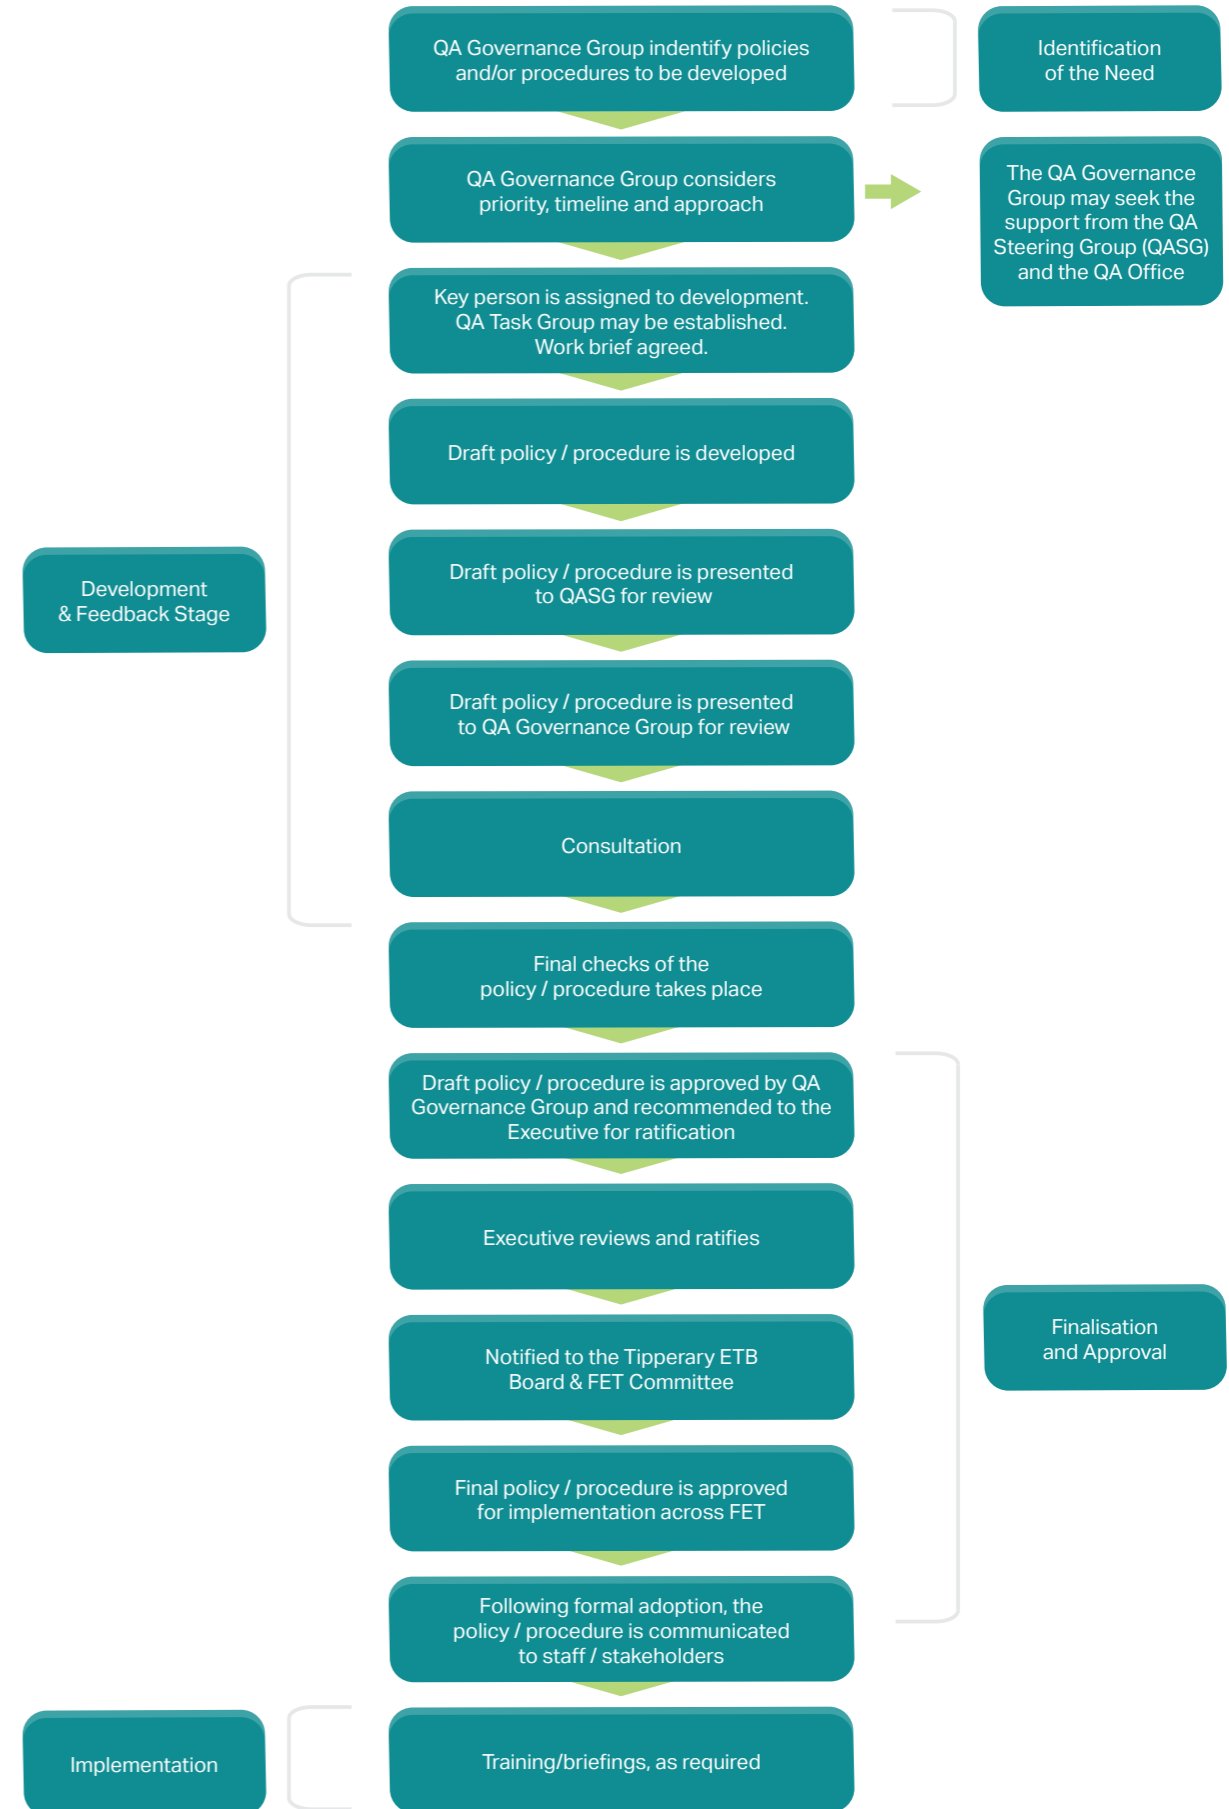 QA Governance Group indentify policies
and/or procedures to be developed
Identification
of the Need
QA Governance Group considers
priority, timeline and approach
The QA Governance
Group may seek the
support from the QA
Steering Group (QASG)
and the QA Office
Key person is assigned to development.
QA Task Group may be established.
Work brief agreed.
Draft policy / procedure is developed
Development
& Feedback Stage
Draft policy / procedure is presented
to QASG for review
Draft policy / procedure is presented
to QA Governance Group for review
Consultation
Final checks of the
policy / procedure takes place
Draft policy / procedure is approved by QA
Governance Group and recommended to the
Executive for ratification
Executive reviews and ratifies
Finalisation
and Approval
Notified to the Tipperary ETB
Board & FET Committee
Final policy / procedure is approved
for implementation across FET
Following formal adoption, the
policy / procedure is communicated
to staff / stakeholders
Implementation
Training/briefings, as required